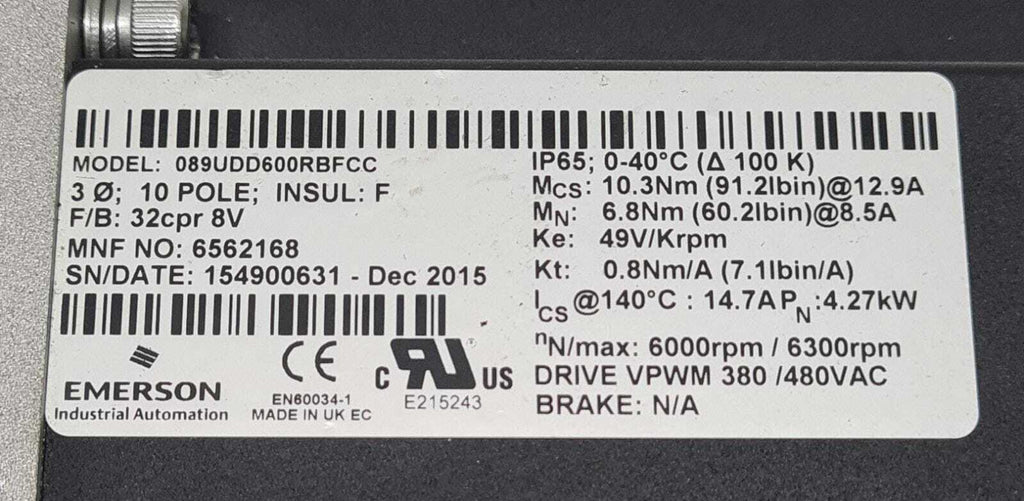 MODEL: 089UDD600RBFCC
3 Ø; 10 POLE; INSUL: F
F/B: 32cpr 8V
MNF NO: 6562168
SN/DATE: 154900631 - Dec 2015
EMERSON
Industrial Automation
CE
EN60034-1
MADE IN UK EC
c RU US
®
E215243
IP65; 0-40°C (Δ 100 K)
MCS: 10.3Nm (91.2lbin)@12.9A
MN: 6.8Nm (60.2lbin)@8.5A
Ke: 49V/Krpm
Kt: 0.8Nm/A (7.1lbin/A)
ICS @140°C : 14.7A PN:4.27kW
nN/max: 6000rpm / 6300rpm
DRIVE VPWM 380 /480VAC
BRAKE: N/A